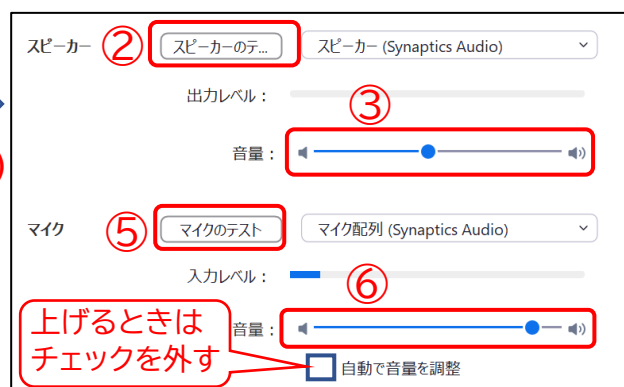 スピーカー ② スピーカーのテ... スピーカー (Synaptics Audio)
出力レベル： ③
音量：
マイク ⑤ マイクのテスト マイク配列 (Synaptics Audio)
入力レベル： ⑥
上げるときは
チェックを外す
音量：
自動で音量を調整